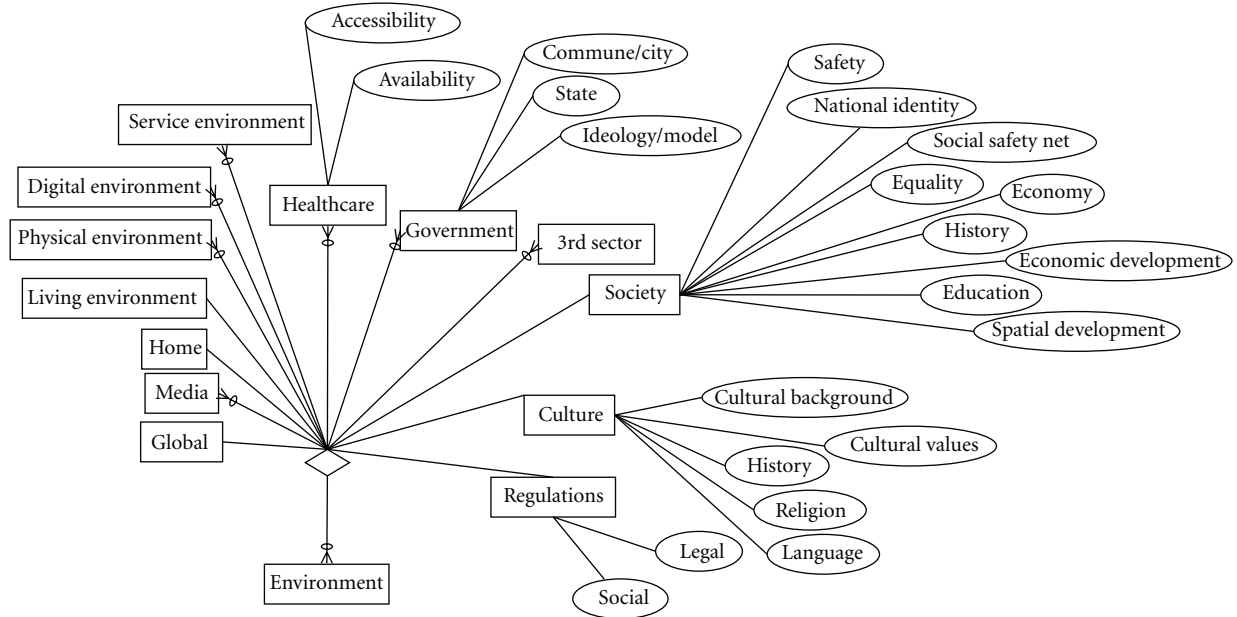 Accessibility
Commune/city
Availability
Safety
State
National identity
Service environment
Ideology/model
Social safety net
Digital environment
Healthcare
Equality
Economy
Physical environment
Government
3rd sector
History
Economic development
Living environment
Society
Education
Spatial development
Home
Media
Cultural background
Culture
Global
Cultural values
History
Regulations
Religion
Legal
Language
Environment
Social